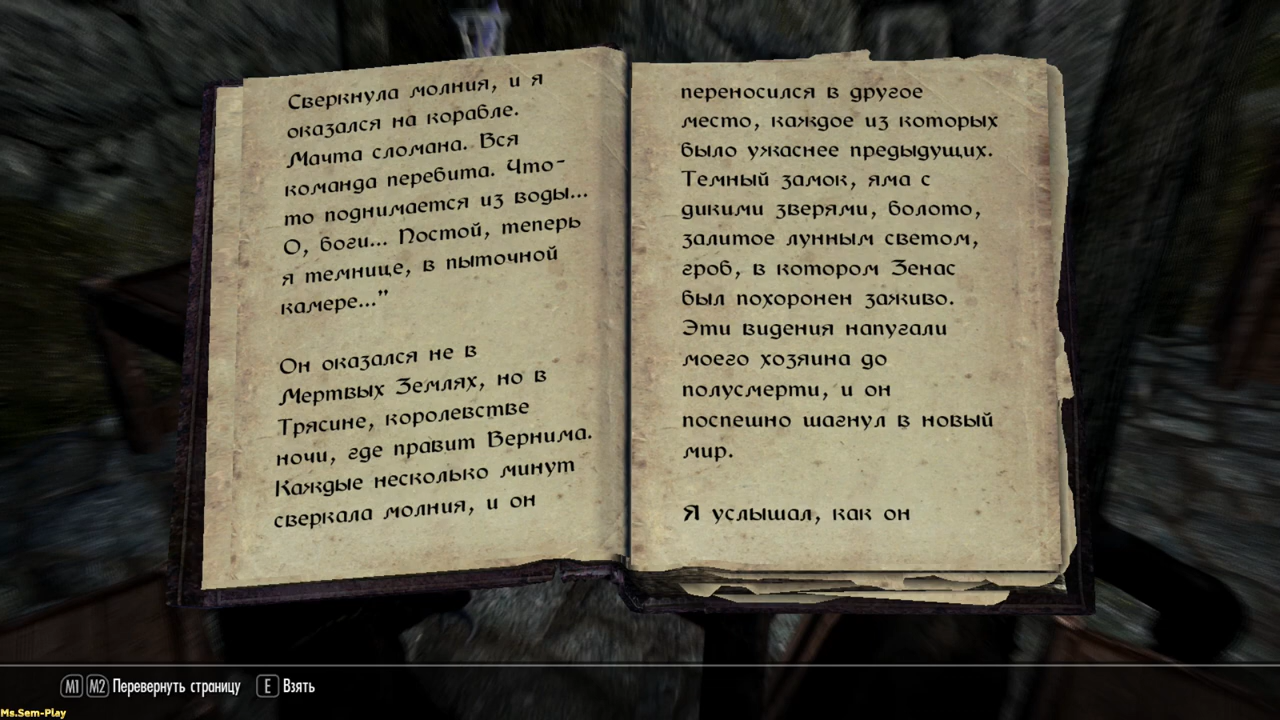 Сверкнула молния, и я
оказался на корабле.
Мачта сломана. Вся
команда перебита. Что-
то поднимается из воды...
О, боги... Постой, теперь
я темнице, в пыточной
камере..."
Он оказался не в
Мертвых Землях, но в
Трясине, королевстве
ночи, где правит Вернима.
Каждые несколько минут
сверкала молния, и он
переносился в другое
место, каждое из которых
было ужаснее предыдущих.
Темный замок, яма с
дикими зверями, болото,
залитое лунным светом,
гроб, в котором Зенас
был похоронен заживо.
Эти видения напугали
моего хозяина до
полусмерти, и он
поспешно шагнул в новый
мир.
Я услышал, как он
M1 M2 Перевернуть страницу E Взять
Ms.Sem-Play